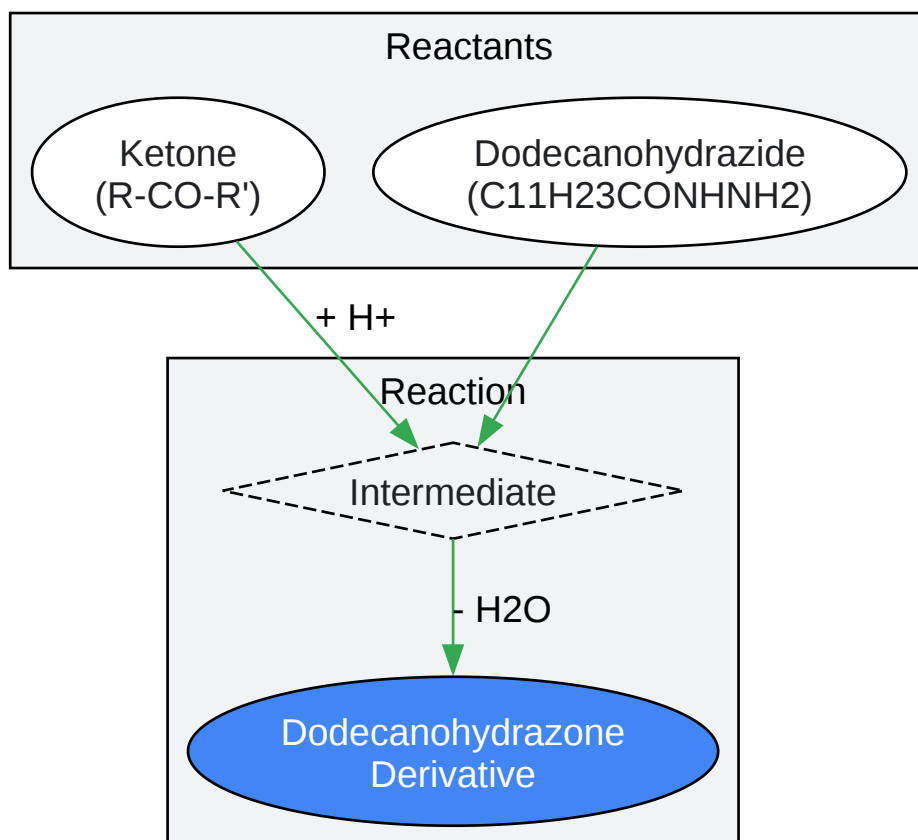 Reactants
Ketone
(R-CO-R')
Dodecanohydrazide
(C11H23CONHNH2)
+ H+
Reaction
Intermediate
- H2O
Dodecanohydrazone
Derivative